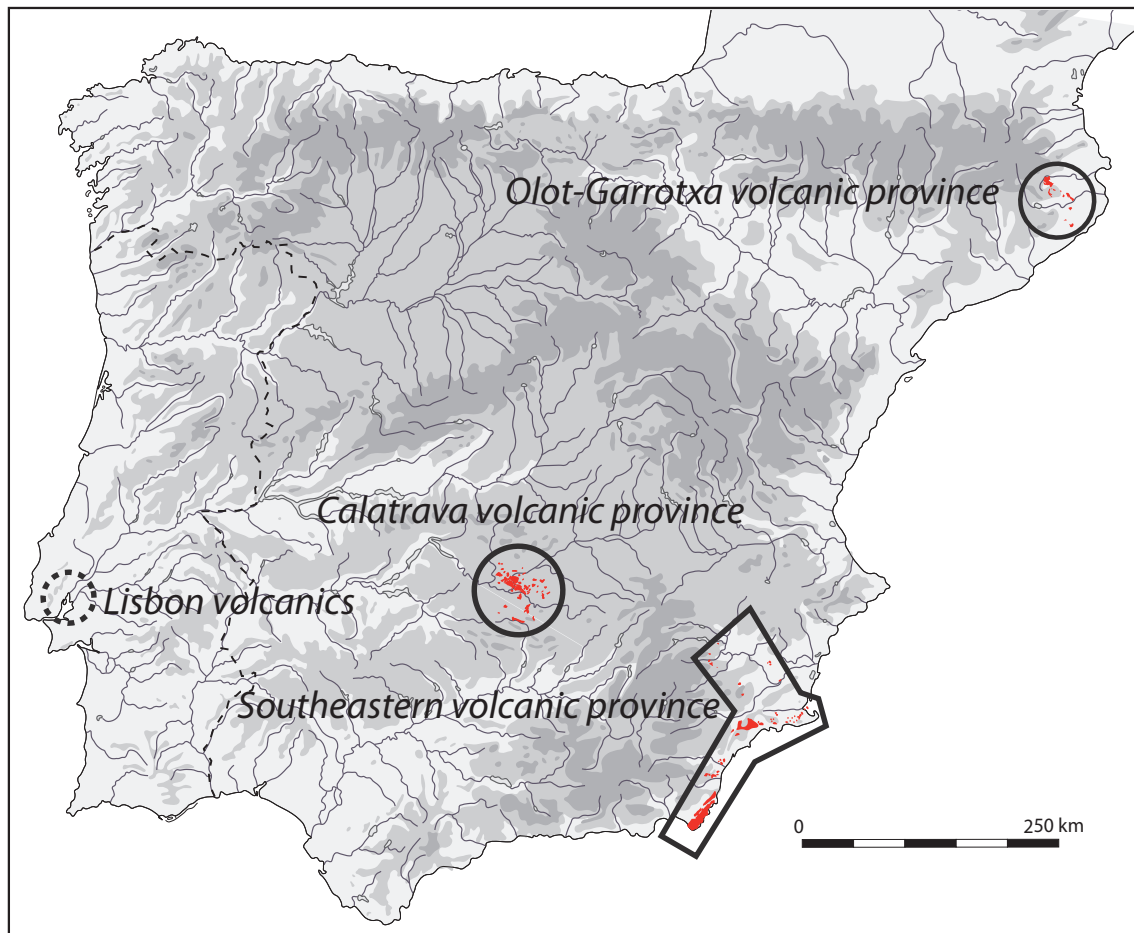 Olot-Garrotxa volcanic province
Calatrava volcanic province
Lisbon volcanics
Southeastern volcanic province
0 250 km